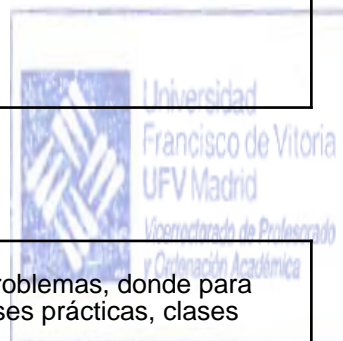 Universidad
Francisco de Vitoria
UFV Madrid
Vicerrectorado de Profesorado
y Ordenación Académica
roblemas, donde para
ses prácticas, clases